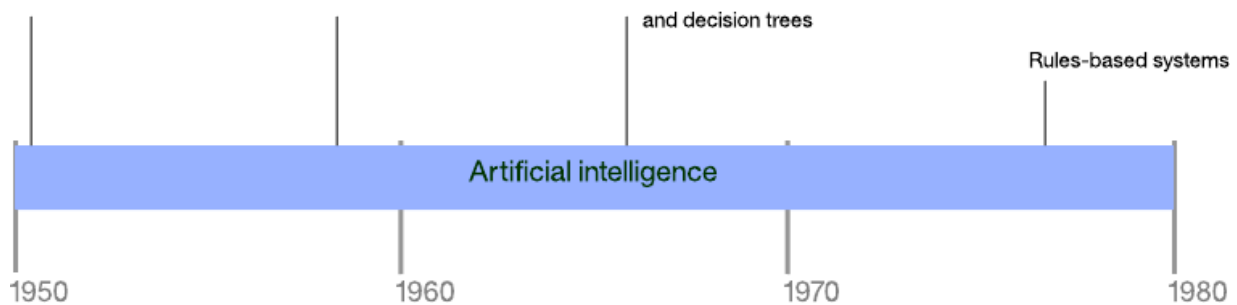 and decision trees
Rules-based systems
Artificial intelligence
1950 1960 1970 1980